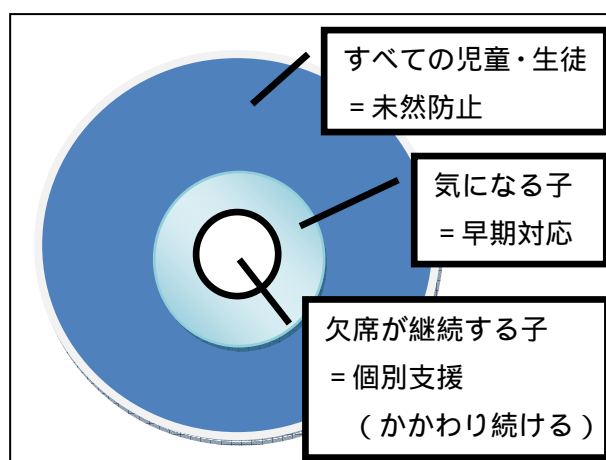 すべての児童・生徒
=未然防止
気になる子
=早期対応
欠席が継続する子
=個別支援
(かかわり続ける)